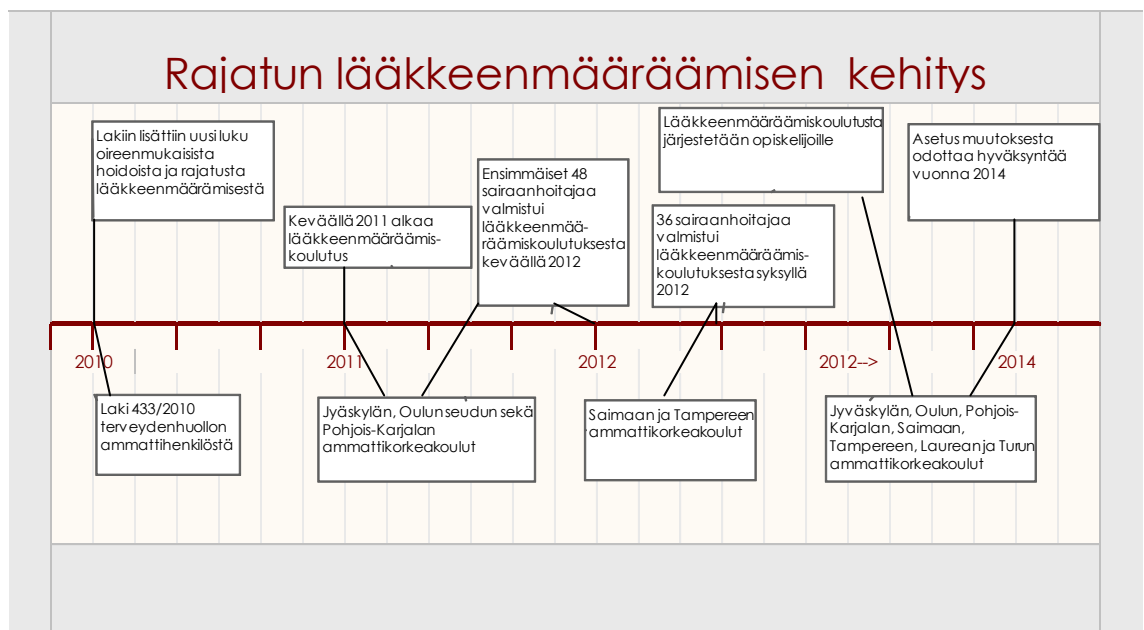 Rajatun lääkkeenmääräämisen kehitys
Lakiin lisättiin uusi luku
oireenmukaisista
hoidoista ja rajatusta
lääkkeenmäärämisestä
Keväällä 2011 alkaa
lääkkeenmääräämis-
koulutus
Ensimmäiset 48
sairaanhoitajaa
valmistui
lääkkeenmää-
räämiskoulutuksesta
keväällä 2012
Lääkkeenmääräämiskoulutusta
järjestetään opiskelijoille
36 sairaanhoitajaa
valmistui
lääkkeenmääräämis-
koulutuksesta syksyllä
2012
Asetus muutoksesta
odottaa hyväksyntää
vuonna 2014
2010
2011
2012
2012-->
2014
Laki 433/2010
terveydenhuollon
ammattihenkilöstä
Jyäskylän, Oulun seudun sekä
Pohjois-Karjalan
ammattikorkeakoulut
Saimaan ja Tampereen
ammattikorkeakoulut
Jyväskylän, Oulun, Pohjois-
Karjalan, Saimaan,
Tampereen, Laurean ja Turun
ammattikorkeakoulut